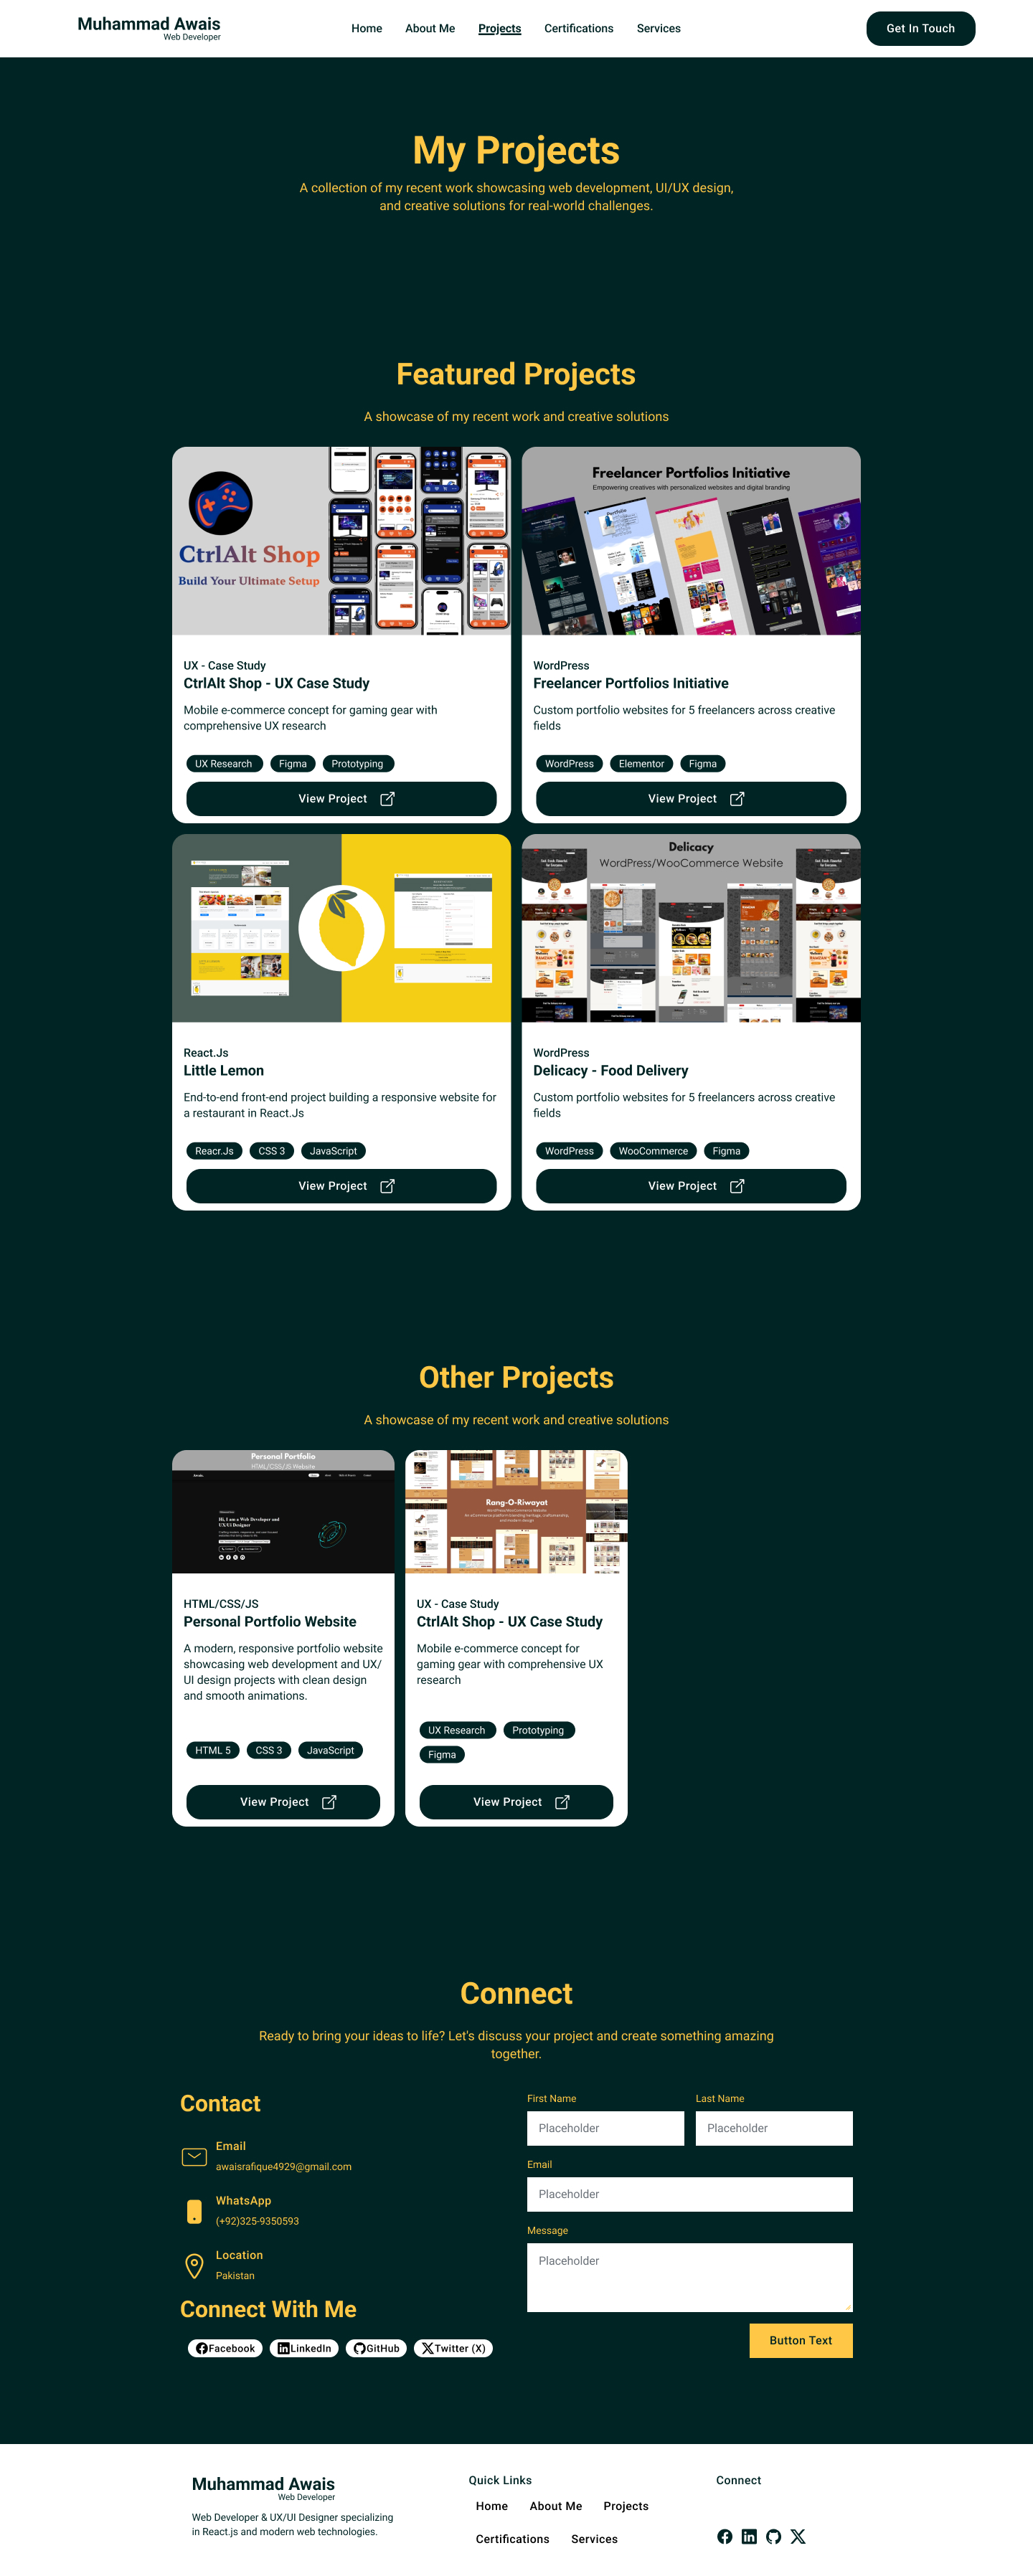 Muhammad Awais
Web Developer
Home About Me Projects Certifications Services
Get In Touch
My Projects
A collection of my recent work showcasing web development, UI/UX design,
and creative solutions for real-world challenges.
Featured Projects
A showcase of my recent work and creative solutions
CtrlAlt Shop
Build Your Ultimate Setup
UX - Case Study
CtrlAlt Shop - UX Case Study
Mobile e-commerce concept for gaming gear with
comprehensive UX research
UX Research Figma Prototyping
View Project
Freelancer Portfolios Initiative
Empowering creatives with personalized websites and digital branding
WordPress
Freelancer Portfolios Initiative
Custom portfolio websites for 5 freelancers across creative
fields
WordPress Elementor Figma
View Project
React.Js
Little Lemon
End-to-end front-end project building a responsive website for
a restaurant in React.Js
Reacr.Js CSS 3 JavaScript
View Project
Delicacy
WordPress/WooCommerce Website
WordPress
Delicacy - Food Delivery
Custom portfolio websites for 5 freelancers across creative
fields
WordPress WooCommerce Figma
View Project
Other Projects
A showcase of my recent work and creative solutions
Personal Portfolio
HTML/CSS/JS Website
Hi, I am a Web Developer and
UX/UI Designer
HTML/CSS/JS
Personal Portfolio Website
A modern, responsive portfolio website
showcasing web development and UX/
UI design projects with clean design
and smooth animations.
HTML 5 CSS 3 JavaScript
View Project
Rang-O-Riwayat
UX - Case Study
CtrlAlt Shop - UX Case Study
Mobile e-commerce concept for
gaming gear with comprehensive UX
research
UX Research Prototyping
Figma
View Project
Connect
Ready to bring your ideas to life? Let's discuss your project and create something amazing
together.
Contact
Email
awaisrafique4929@gmail.com
WhatsApp
(+92)325-9350593
Location
Pakistan
Connect With Me
Facebook LinkedIn GitHub Twitter (X)
First Name Last Name
Placeholder Placeholder
Email
Placeholder
Message
Placeholder
Button Text
Muhammad Awais
Web Developer
Web Developer & UX/UI Designer specializing
in React.js and modern web technologies.
Quick Links
Home About Me Projects
Certifications Services
Connect